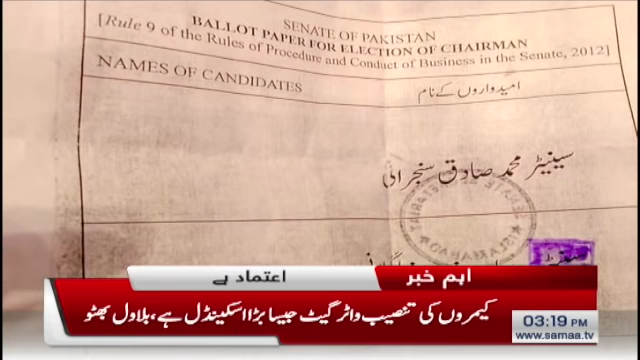 SENATE OF PAKISTAN
BALLOT PAPER FOR ELECTION OF CHAIRMAN
[Rule 9 of the Rules of Procedure and Conduct of Business in the Senate, 2012]
NAMES OF CANDIDATES
امیدواروں کے نام
سینیٹر محمد صادق سنجرانی
اعتماد ہے
اہم خبر
کیمروں کی تنصیب واٹر گیٹ جیسا بڑا اسکینڈل ہے، بلاول بھٹو
03:19 PM
www.samaa.tv